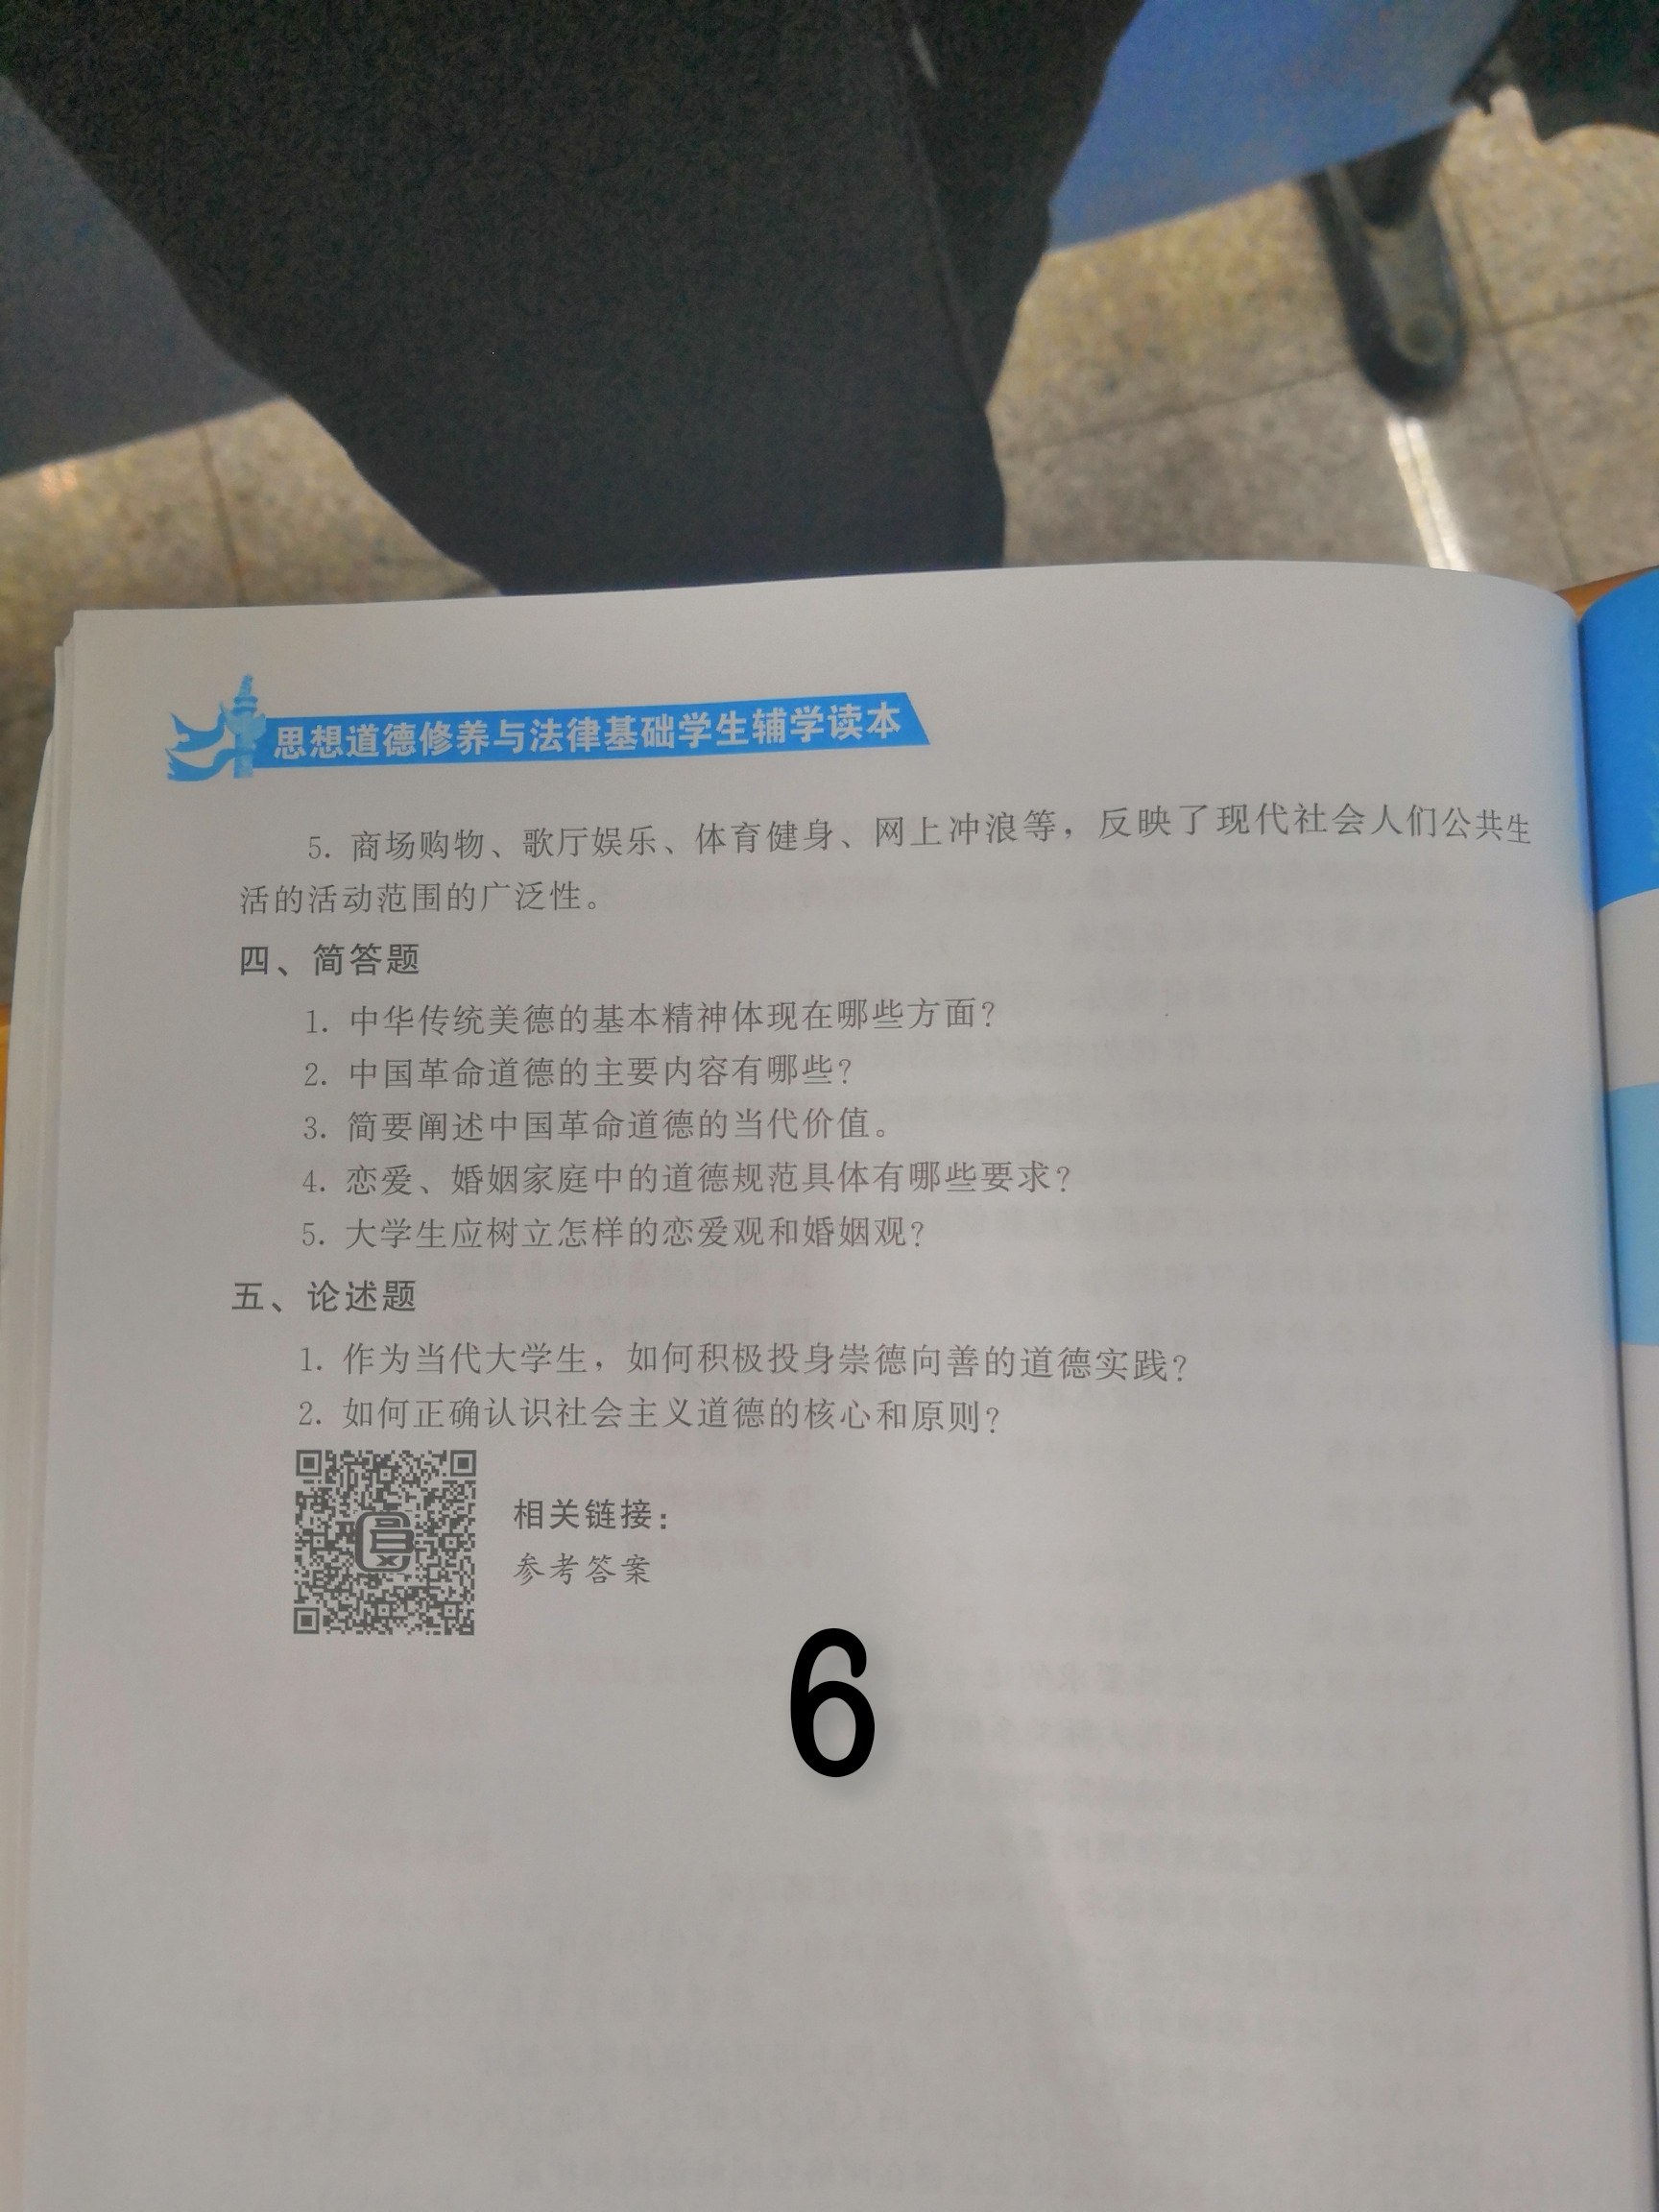 思想道德修养与法律基础学生辅学读本
5. 商场购物、歌厅娱乐、体育健身、网上冲浪等，反映了现代社会人们公共生
活的活动范围的广泛性。
四、简答题
1. 中华传统美德的基本精神体现在哪些方面？
2. 中国革命道德的主要内容有哪些？
3. 简要阐述中国革命道德的当代价值。
4. 恋爱、婚姻家庭中的道德规范具体有哪些要求？
5. 大学生应树立怎样的恋爱观和婚姻观？
五、论述题
1. 作为当代大学生，如何积极投身崇德向善的道德实践？
2. 如何正确认识社会主义道德的核心和原则？
相关链接：
参考答案
6